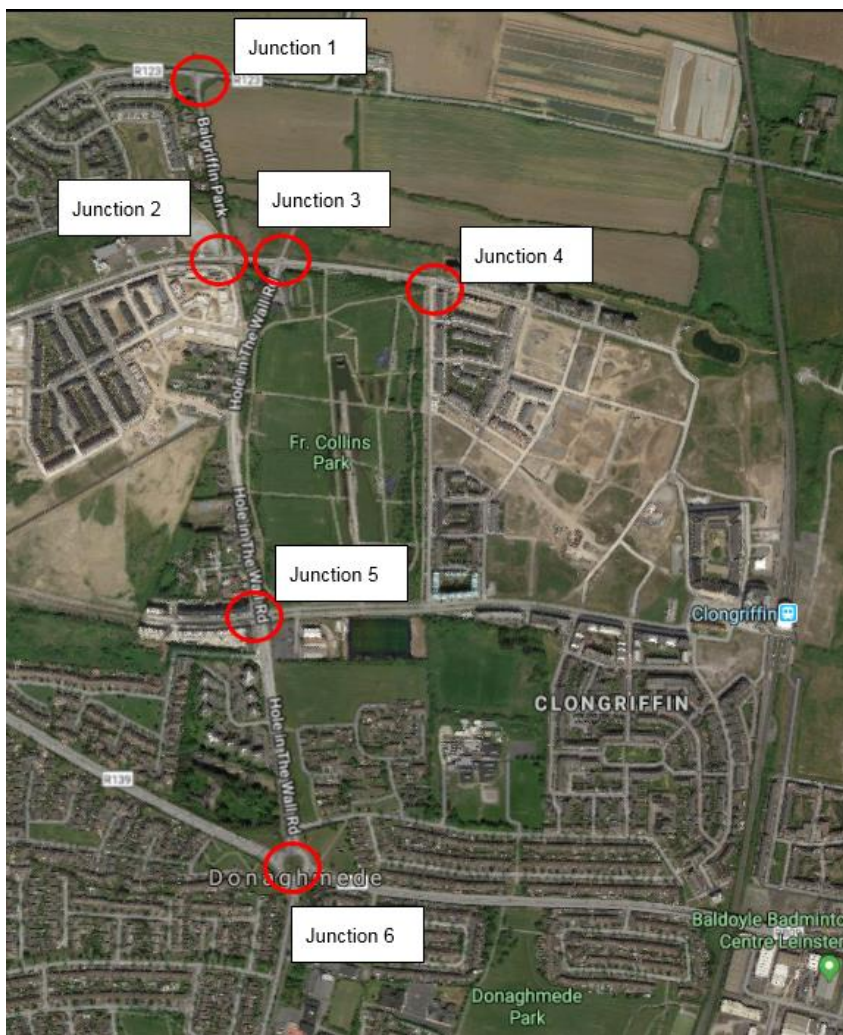 Junction 1
R123
R123
Balgriffin Park
Junction 2
Junction 3
Junction 4
Hole in The Wall Rd
Fr. Collins
Park
Hole in The Wall Rd
Junction 5
Clongriffin
CLONGRIFFIN
Hole in The Wall Rd
R139
Donaghmede
Junction 6
Baldoyle Badminto
Centre Leinster
Donaghmede
Park